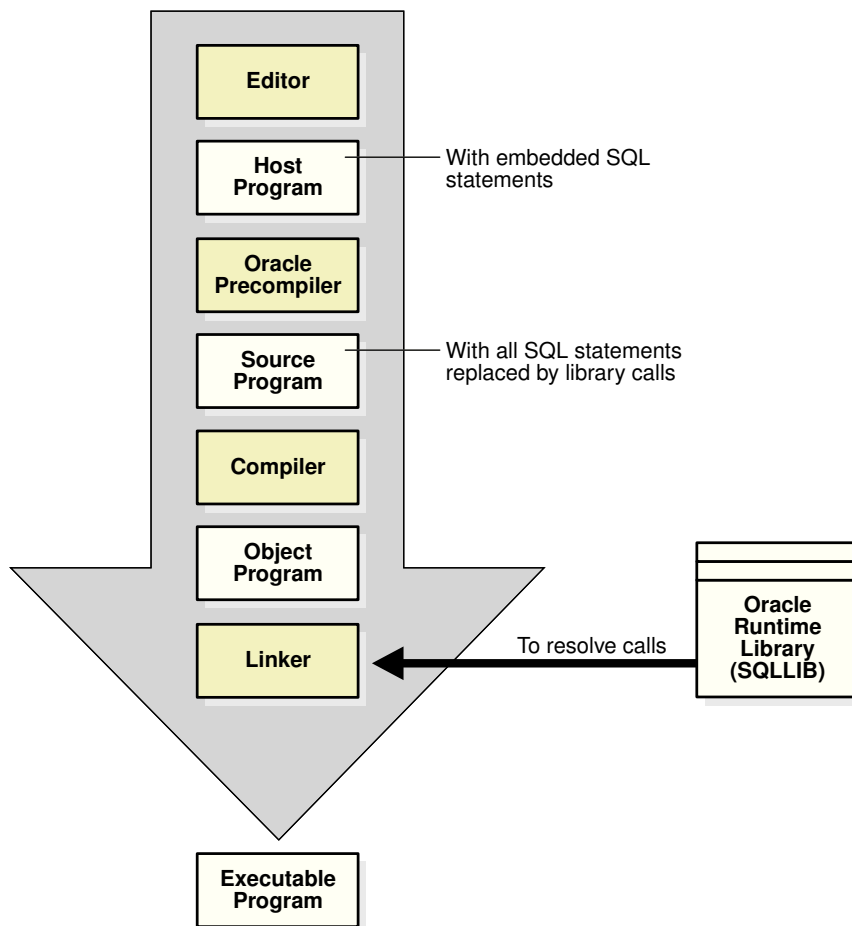 Editor
Host
Program
With embedded SQL
statements
Oracle
Precompiler
Source
Program
With all SQL statements
replaced by library calls
Compiler
Object
Program
Linker
To resolve calls
Oracle
Runtime
Library
(SQLLIB)
Executable
Program